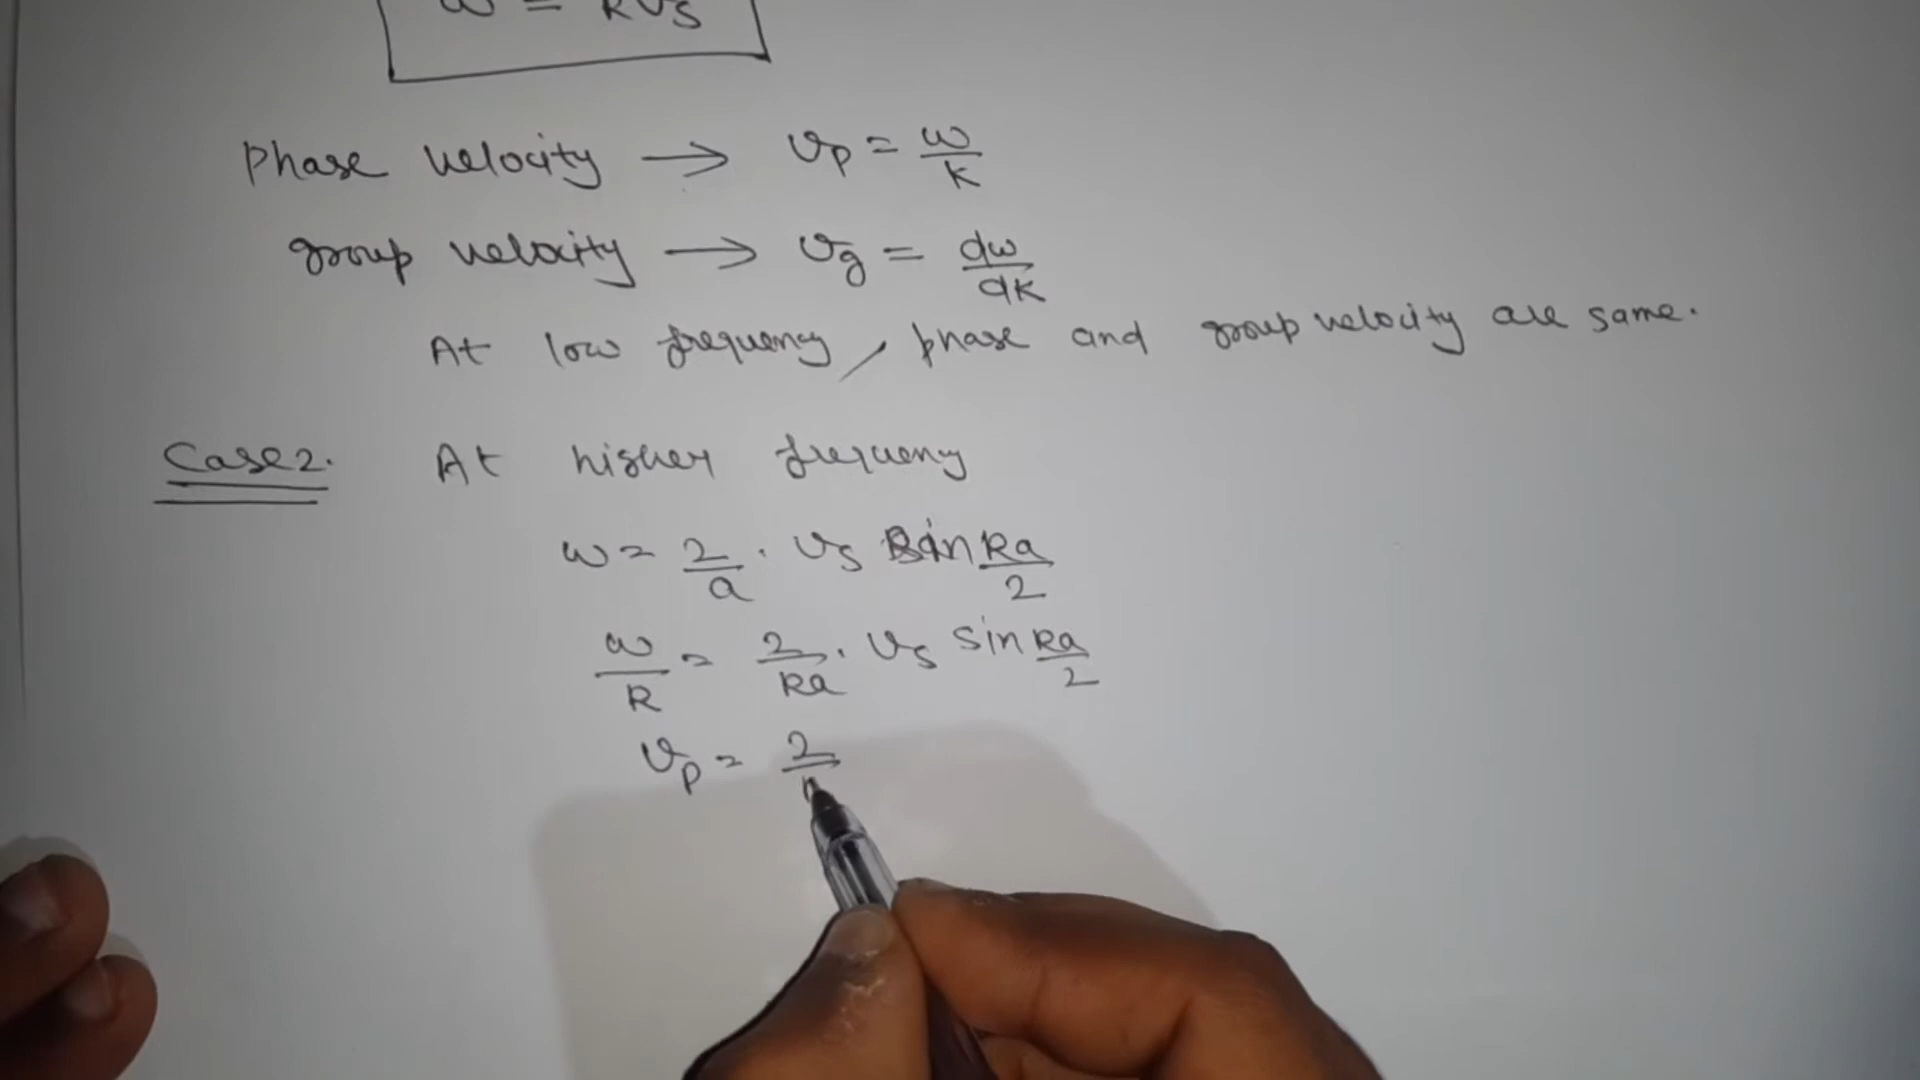 ω = kvs
Phase velocity → vp = ω/k
group velocity → vg = dω/dk
At low frequency, phase and group velocity are same.
Case 2. At higher frequency
ω = 2/a . vs sin ka/2
ω/k = 2/ka . vs sin ka/2
vp = 2/